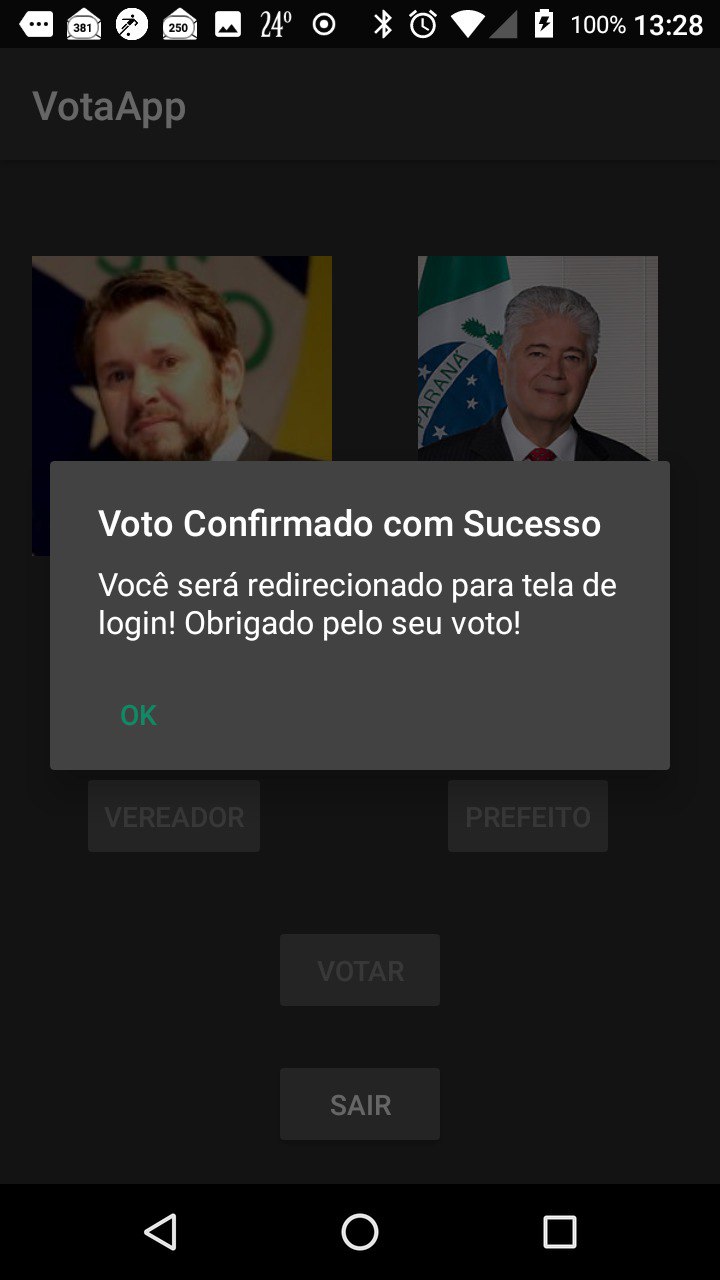 381
250
24º
100% 13:28
VotaApp
PARANÁ
Voto Confirmado com Sucesso
Você será redirecionado para tela de
login! Obrigado pelo seu voto!
OK
VEREADOR
PREFEITO
VOTAR
SAIR